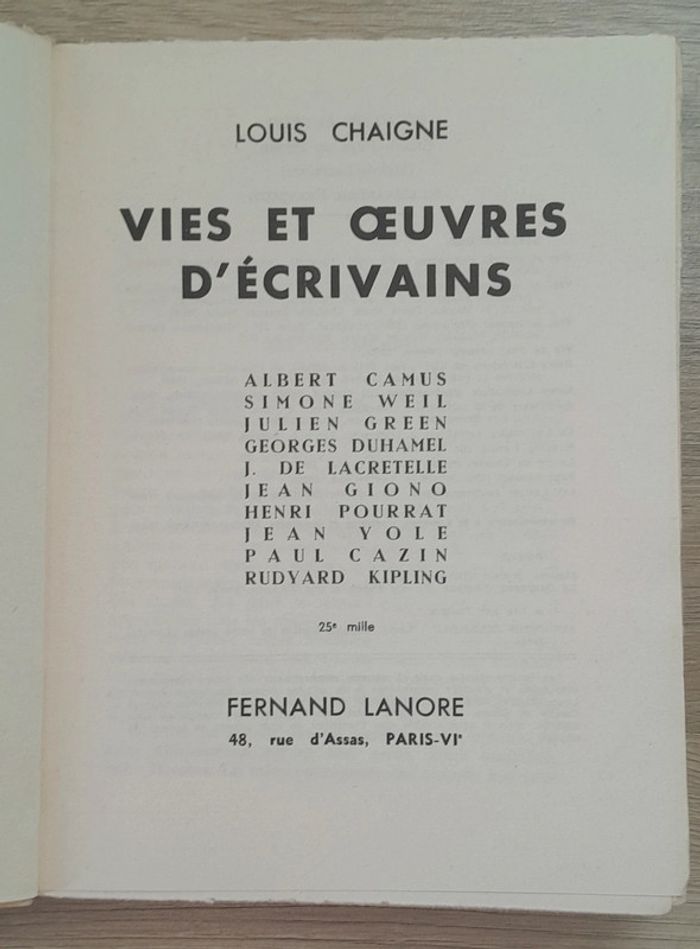 LOUIS CHAIGNE
VIES ET ŒUVRES
D'ÉCRIVAINS
ALBERT CAMUS
SIMONE WEIL
JULIEN GREEN
GEORGES DUHAMEL
J. DE LACRETELLE
JEAN GIONO
HENRI POURRAT
JEAN YOLE
PAUL CAZIN
RUDYARD KIPLING
25e mille
FERNAND LANORE
48, rue d'Assas, PARIS-VIe